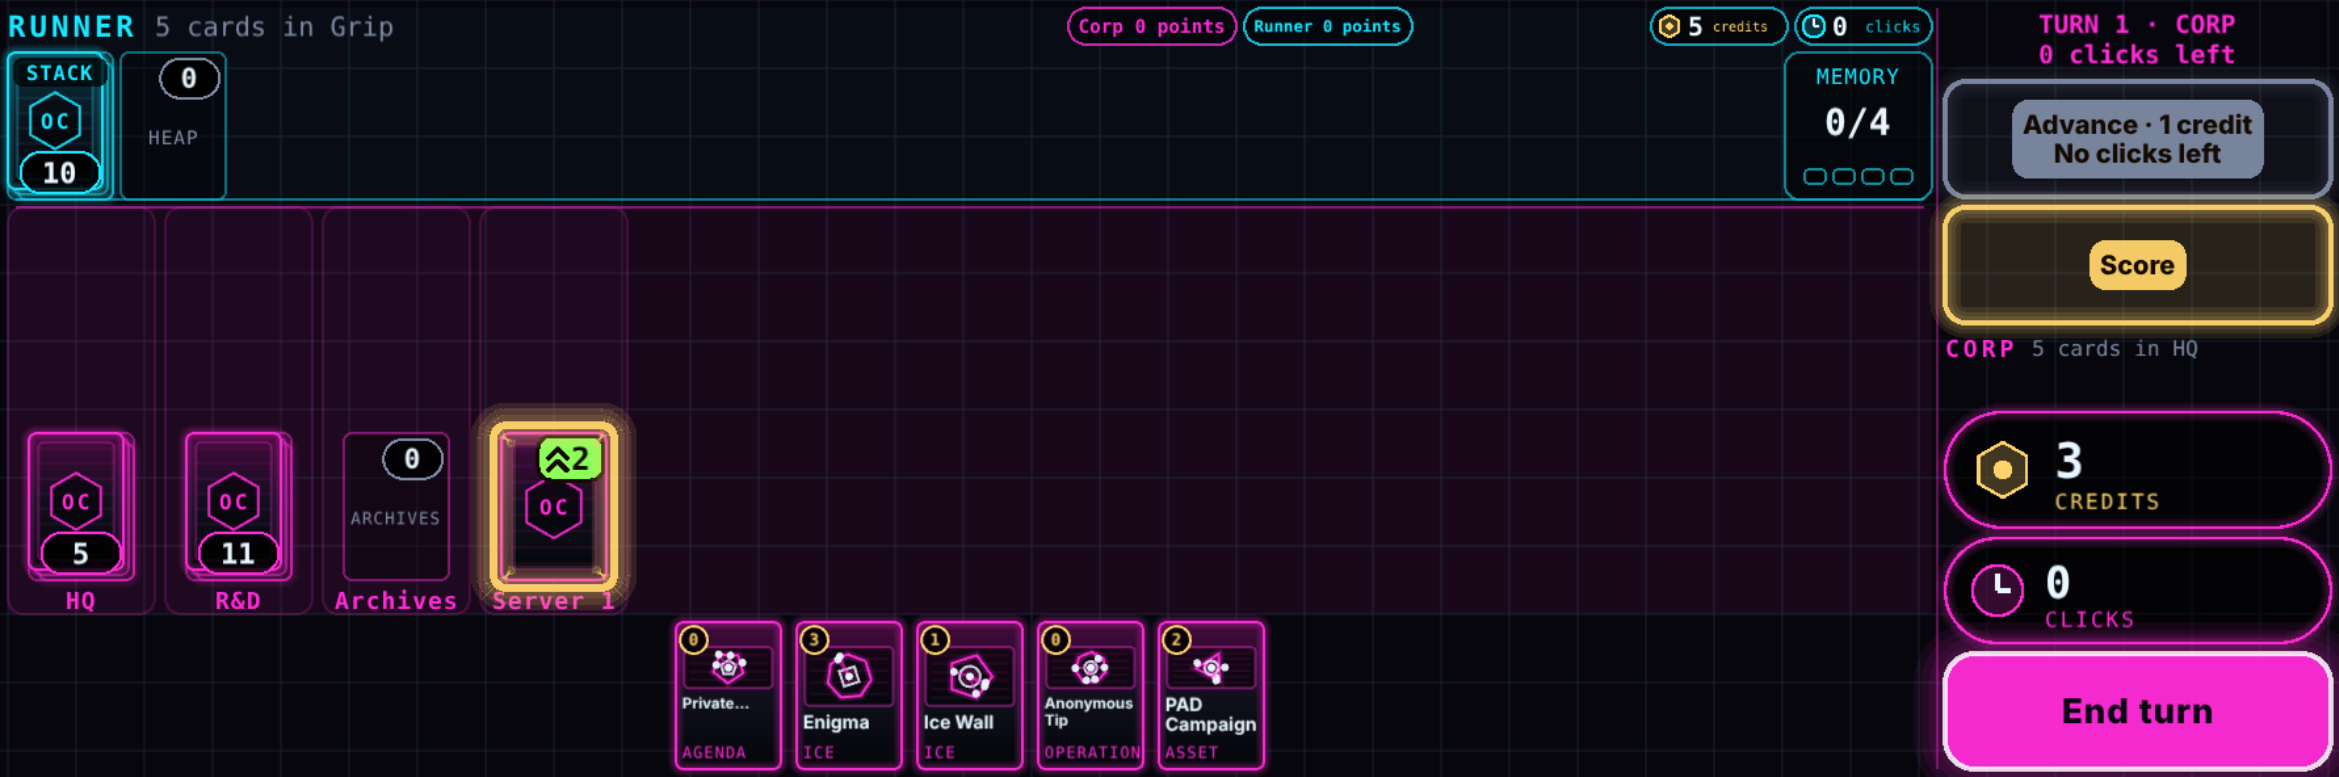 RUNNER 5 cards in Grip
Corp 0 points
Runner 0 points
5 credits
0 clicks
TURN 1 · CORP
0 clicks left
STACK
OC
10
0
HEAP
MEMORY
0/4
Advance · 1 credit
No clicks left
Score
CORP 5 cards in HQ
OC
5
HQ
OC
11
R&D
0
ARCHIVES
Archives
2
OC
Server 1
3
CREDITS
0
CLICKS
0
Private...
AGENDA
3
Enigma
ICE
1
Ice Wall
ICE
0
Anonymous
Tip
OPERATION
2
PAD
Campaign
ASSET
End turn